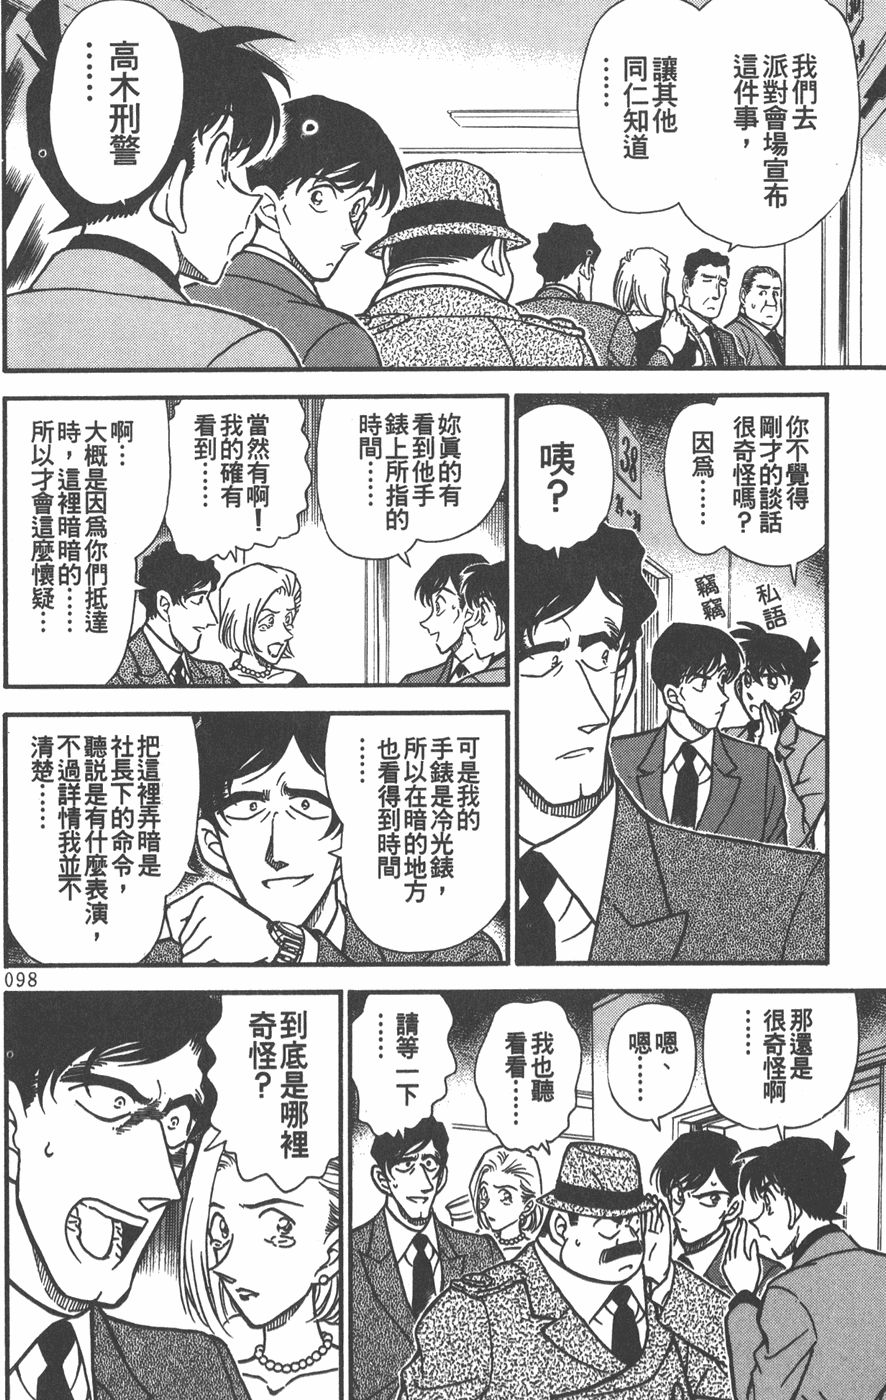 我們去
派對會場宣布
這件事，
讓其他
同仁知道
……
高木刑警
……
你不覺得
剛才的談話
很奇怪嗎？
因為……
咦？
38
私語
竊竊
妳眞的有
看到他手
錶上所指的
時間……
當然有啊！
我的確有
看到……
啊…
大概是因為你們抵達
時，這裡暗暗的……
所以才會這麼懷疑…
可是我的
手錶是冷光錶，
所以在暗的地方
也看得到時間
……
把這裡弄暗是
社長下的命令，
聽說是有什麼表演，
不過詳情我並不
清楚……
098
那還是
很奇怪啊
……
嗯、
嗯……
我也聽
看看……
請等一下
……
到底是哪裡
奇怪？